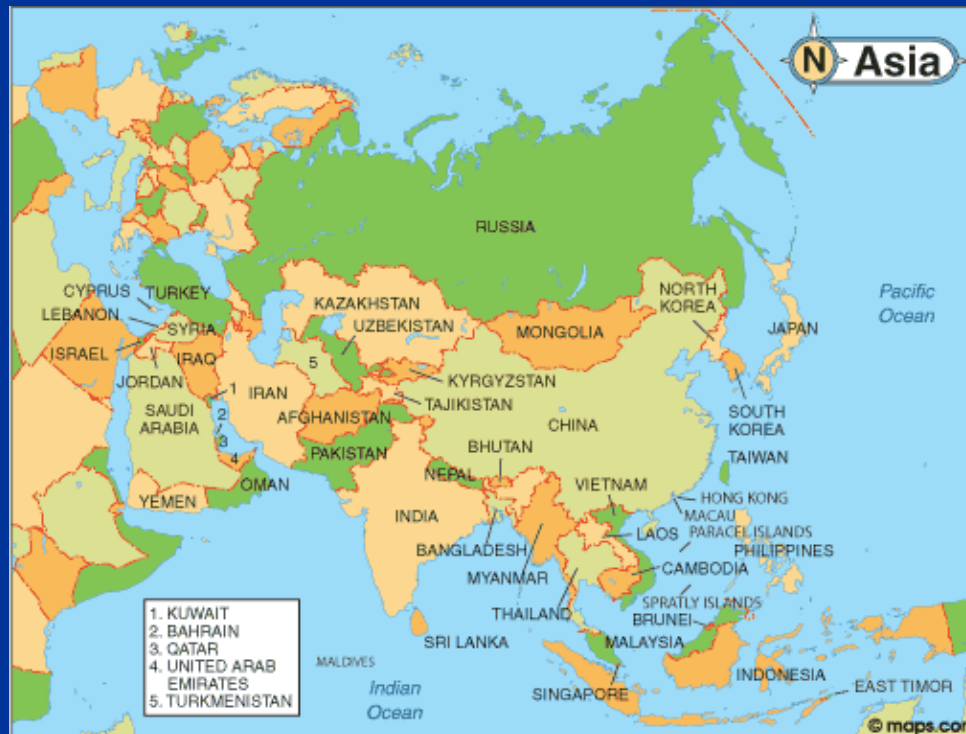 N Asia
RUSSIA
Pacific
Ocean
CYPRUS
TURKEY
LEBANON
SYRIA
ISRAEL
IRAQ
JORDAN
SAUDI
ARABIA
IRAN
1
2
3
4
YEMEN
OMAN
KAZAKHSTAN
UZBEKISTAN
5
KYRGYZSTAN
TAJIKISTAN
AFGHANISTAN
PAKISTAN
MONGOLIA
NORTH
KOREA
JAPAN
SOUTH
KOREA
CHINA
TAIWAN
BHUTAN
NEPAL
INDIA
VIETNAM
HONG KONG
MACAU
PARACEL ISLANDS
LAOS
PHILIPPINES
BANGLADESH
CAMBODIA
MYANMAR
THAILAND
SPRATLY ISLANDS
BRUNEI
MALAYSIA
SRI LANKA
MALDIVES
INDONESIA
SINGAPORE
EAST TIMOR
Indian
Ocean
1. KUWAIT
2. BAHRAIN
3. QATAR
4. UNITED ARAB
EMIRATES
5. TURKMENISTAN
© maps.com